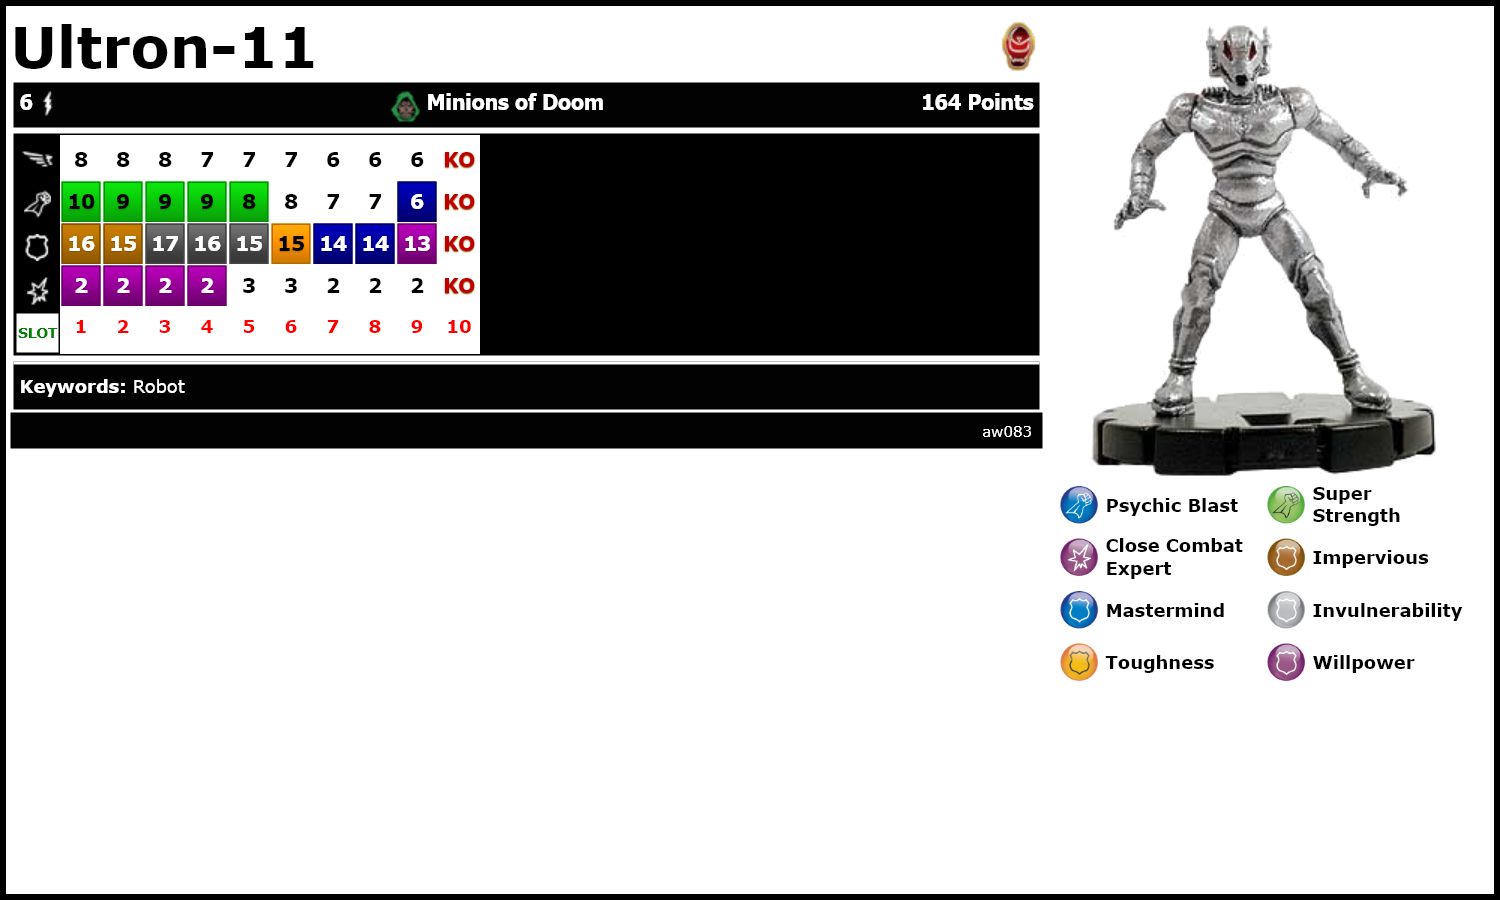 Ultron-11
6 Minions of Doom 164 Points
8 8 8 7 7 7 6 6 6 KO
10 9 9 9 8 8 7 7 6 KO
16 15 17 16 15 15 14 14 13 KO
2 2 2 2 3 3 2 2 2 KO
SLOT 1 2 3 4 5 6 7 8 9 10
Keywords: Robot
aw083
Psychic Blast
Super
Strength
Close Combat
Expert
Impervious
Mastermind
Invulnerability
Toughness
Willpower